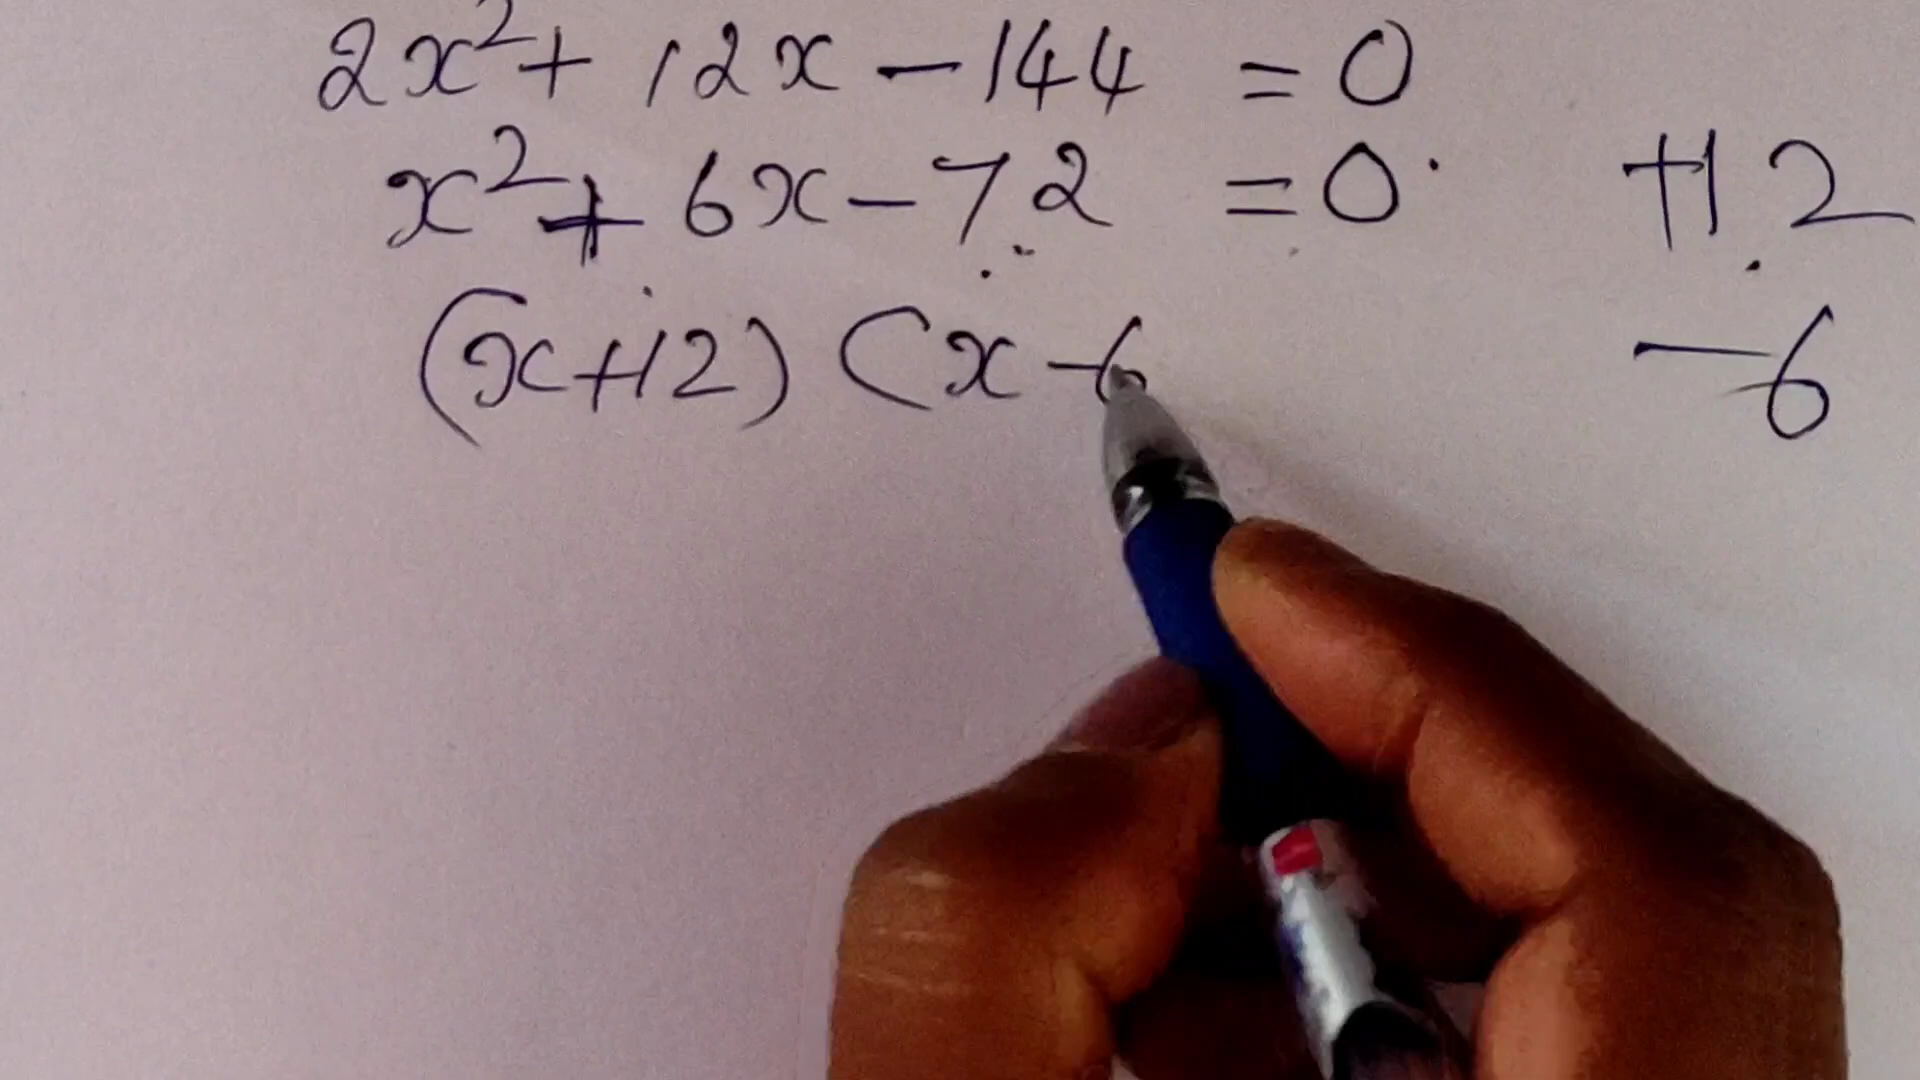 2x² + 12x - 144 = 0
x² + 6x - 72 = 0 +12
(x+12) (x - 6 -6